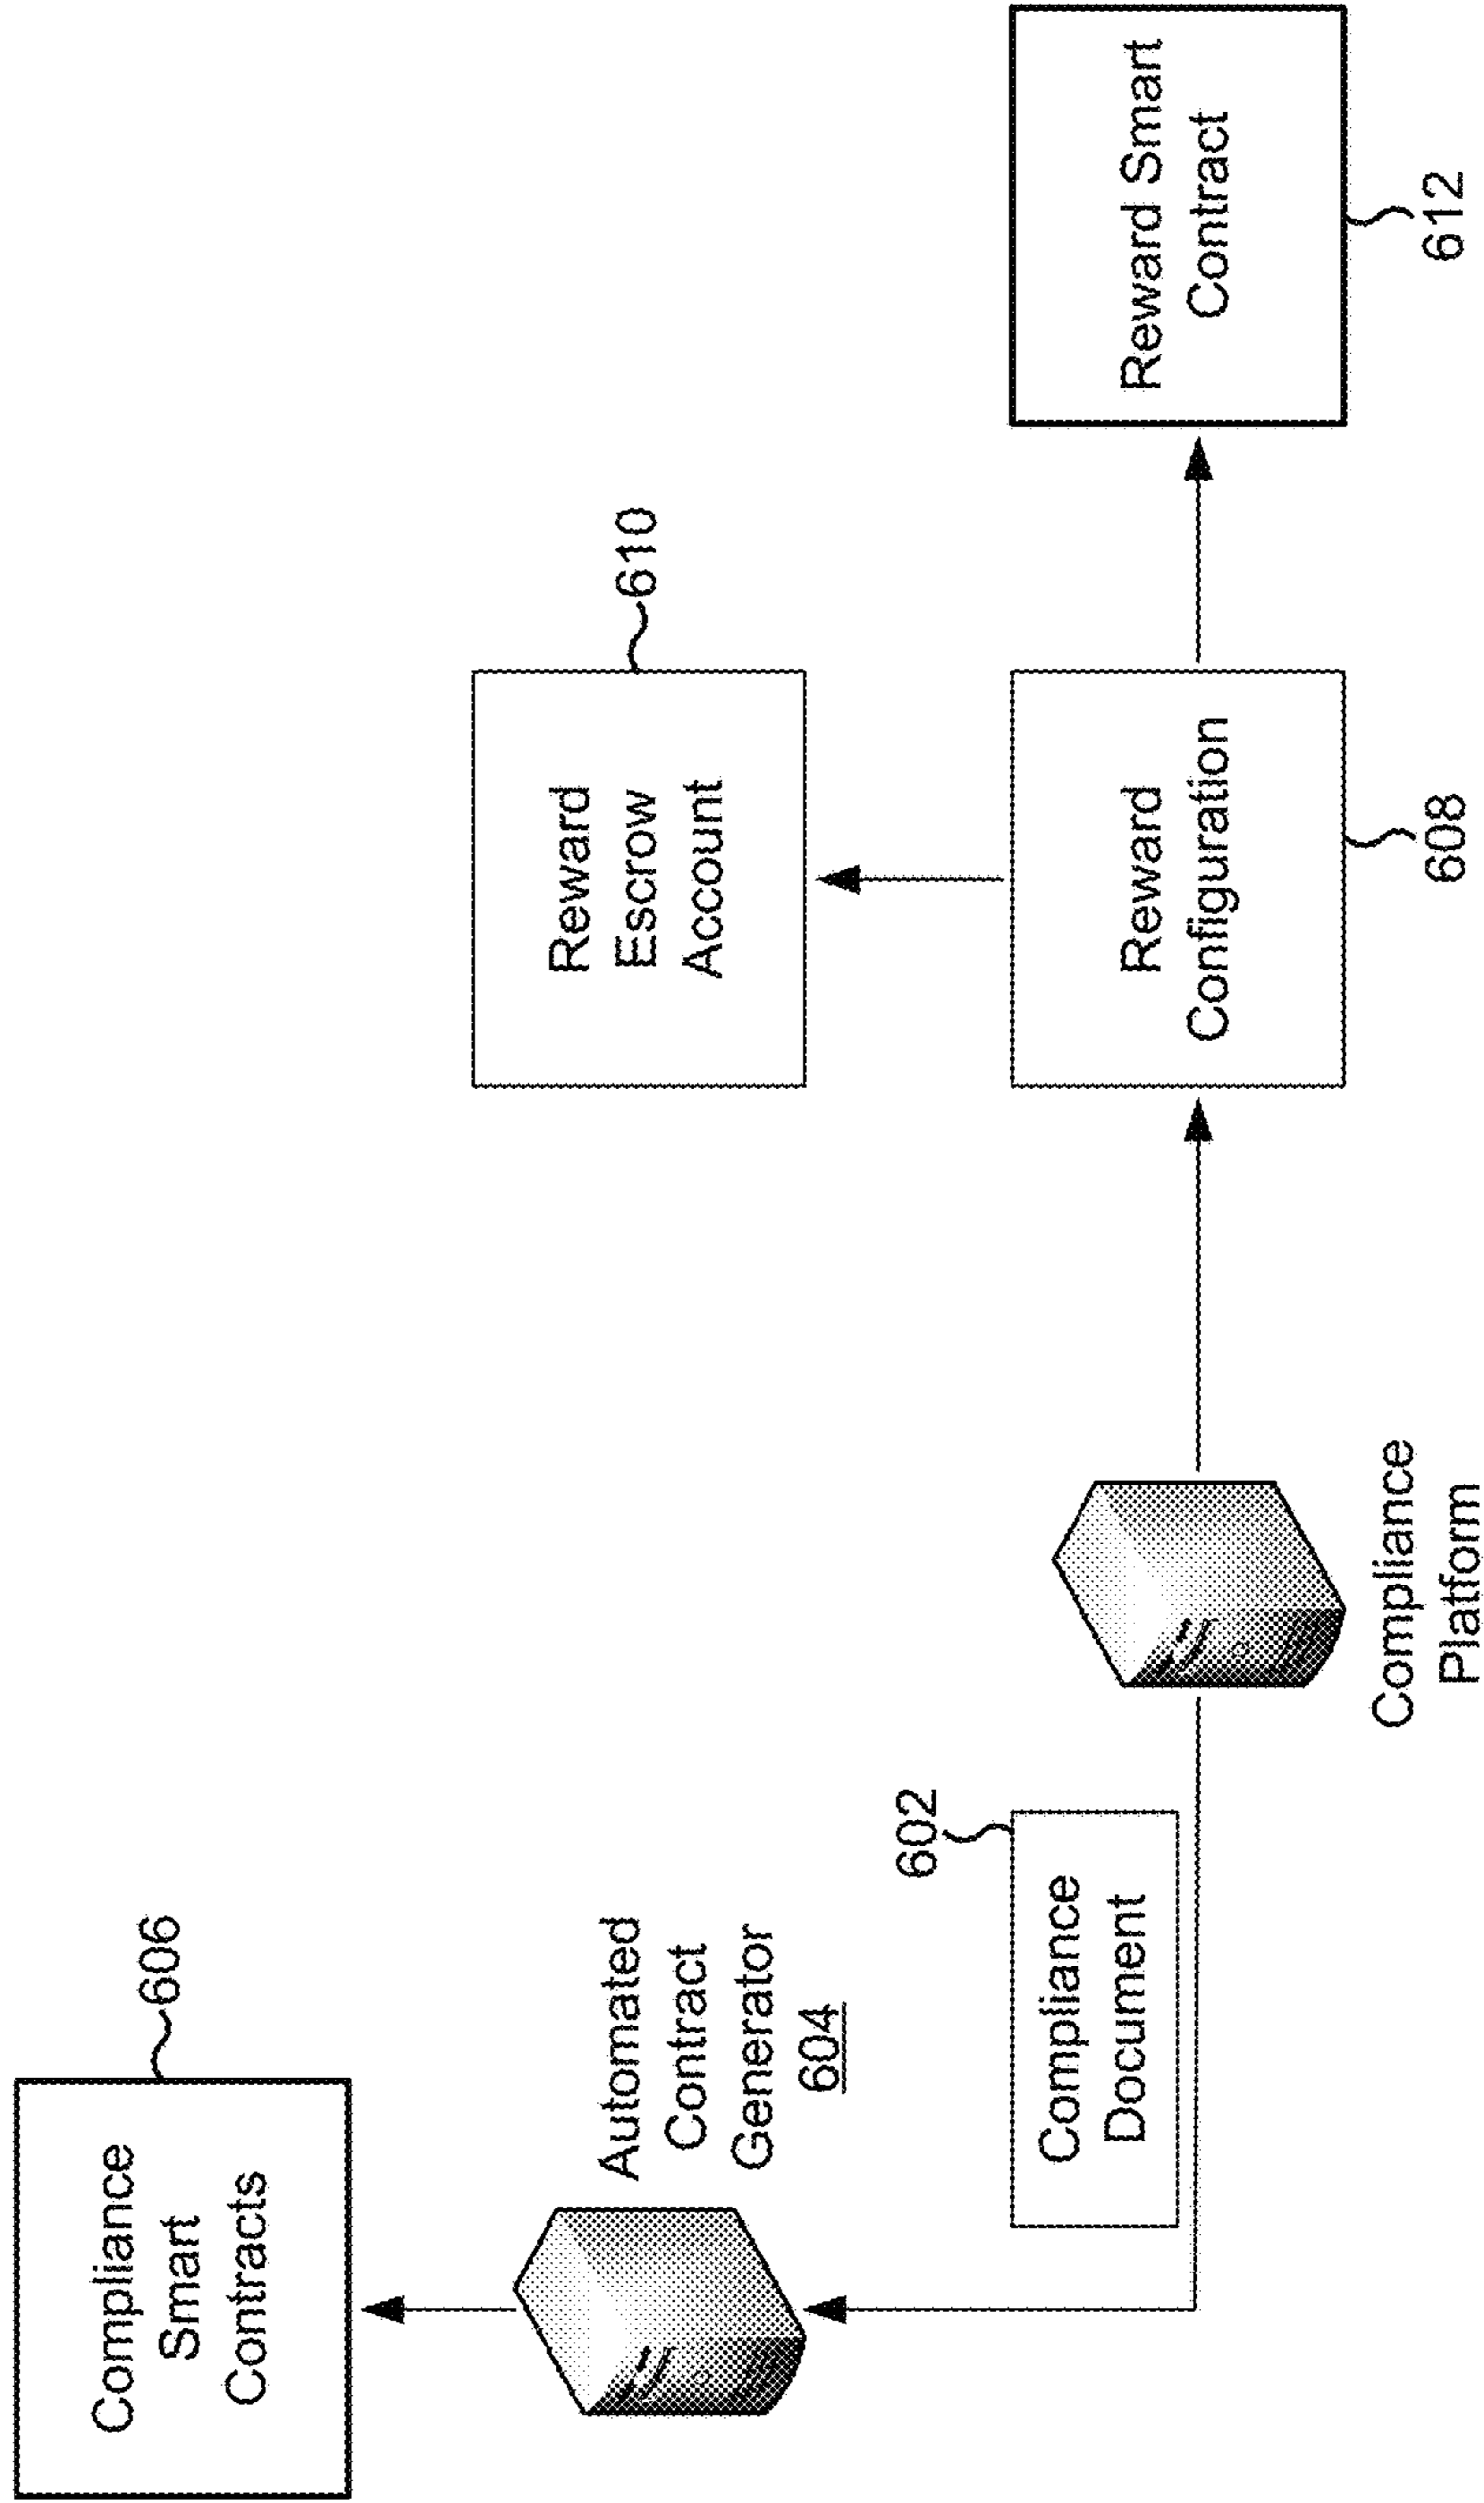 Compliance
Smart
Contracts
606
Automated
Contract
Generator
604
Reward
Escrow
Account
610
602
Compliance
Document
Compliance
Platform
Reward
Configuration
608
Reward Smart
Contract
612